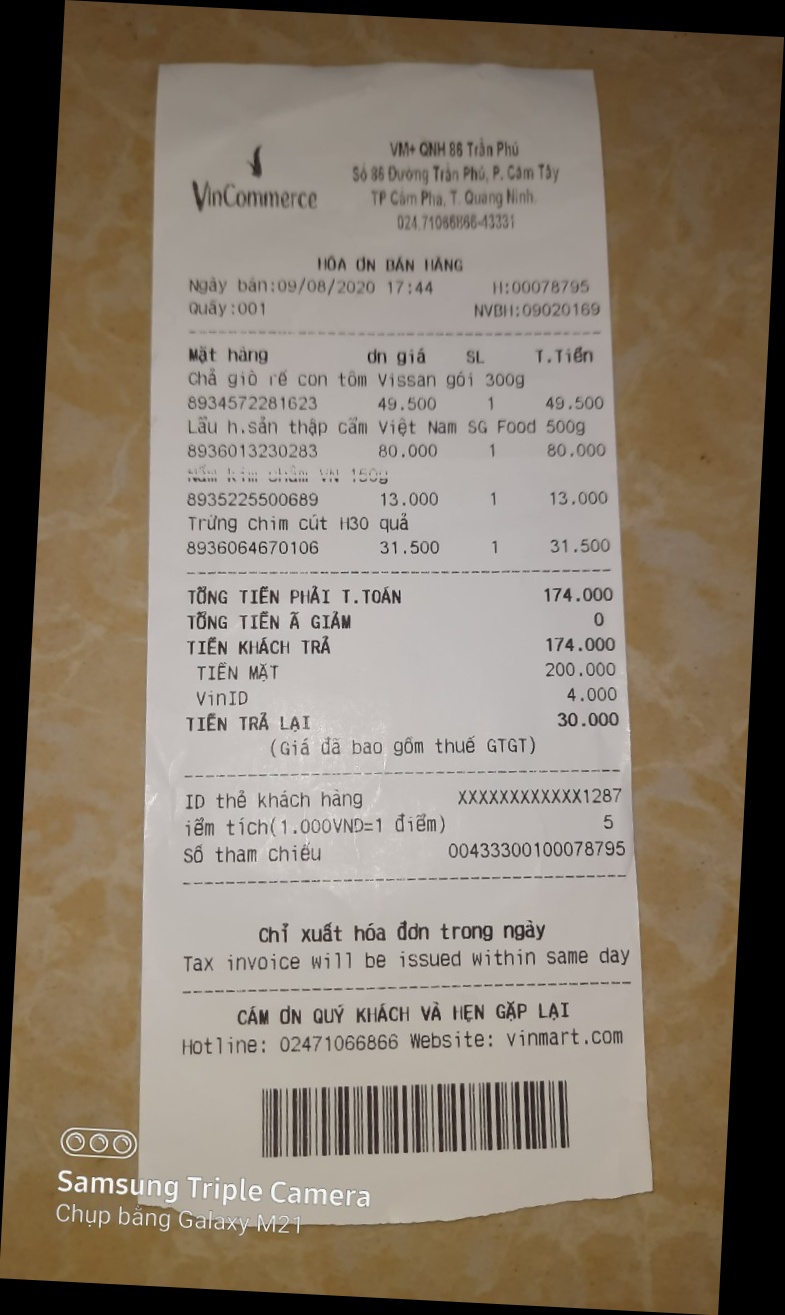 VinCommerce
VM+ QNH 86 Trần Phú
Số 86 Đường Trần Phú, P. Cẩm Tây
TP Cẩm Phả, T. Quảng Ninh
024.71066866-43331
HÓA ƠN BÁN HÀNG
Ngày bán:09/08/2020 17:44 H:00078795
Quầy:001 NVBH:09020169
Mặt hàng ơn giá SL T.Tiền
Chả giò rế con tôm Vissan gói 300g
8934572281623 49.500 1 49.500
Lẩu h.sản thập cẩm Việt Nam SG Food 500g
8936013230283 80.000 1 80.000
Nấm kim châm VN 150g
8935225500689 13.000 1 13.000
Trứng chim cút H30 quả
8936064670106 31.500 1 31.500
TỔNG TIỀN PHẢI T.TOÁN 174.000
TỔNG TIỀN Ã GIẢM 0
TIỀN KHÁCH TRẢ 174.000
TIỀN MẶT 200.000
VinID 4.000
TIỀN TRẢ LẠI 30.000
(Giá đã bao gồm thuế GTGT)
ID thẻ khách hàng XXXXXXXXXXXX1287
iểm tích(1.000VND=1 điểm) 5
Số tham chiếu 00433300100078795
Chỉ xuất hóa đơn trong ngày
Tax invoice will be issued within same day
CẢM ƠN QUÝ KHÁCH VÀ HẸN GẶP LẠI
Hotline: 02471066866 Website: vinmart.com
Samsung Triple Camera
Chụp bằng Galaxy M21